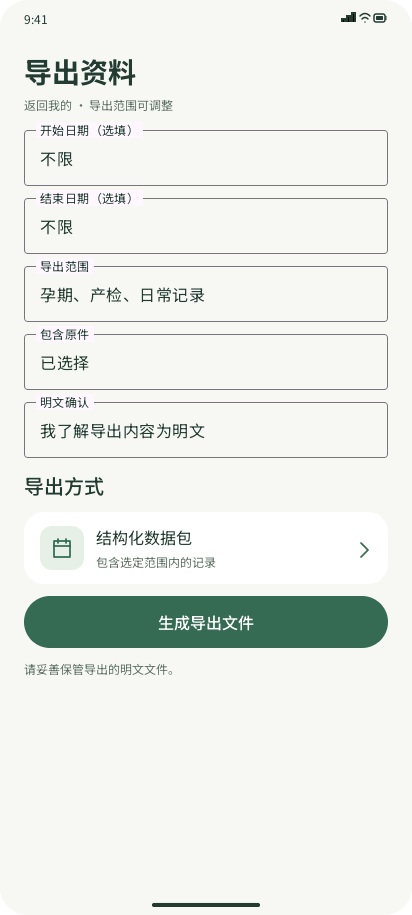 9:41
导出资料
返回我的 · 导出范围可调整
开始日期（选填）
不限
结束日期（选填）
不限
导出范围
孕期、产检、日常记录
包含原件
已选择
明文确认
我了解导出内容为明文
导出方式
结构化数据包
包含选定范围内的记录
生成导出文件
请妥善保管导出的明文文件。